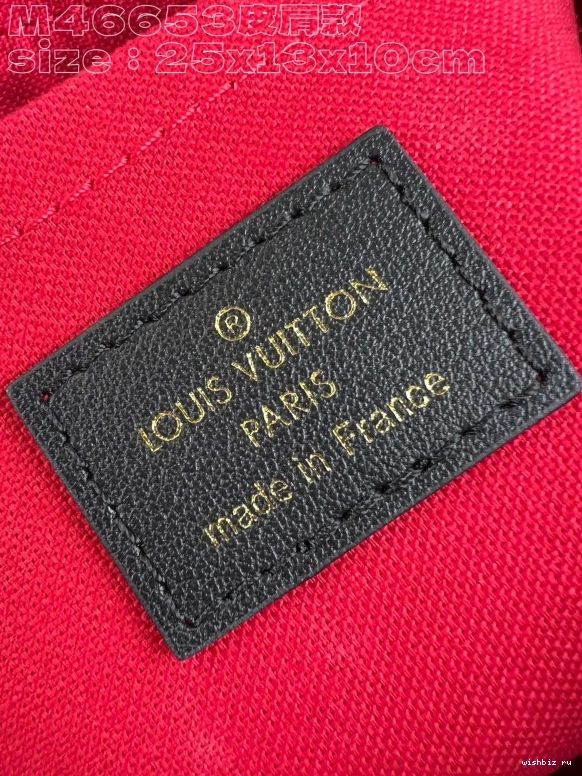 M46653皮肩款
size：25x13x10cm
®
LOUIS VUITTON
PARIS
made in France
wishbiz ru